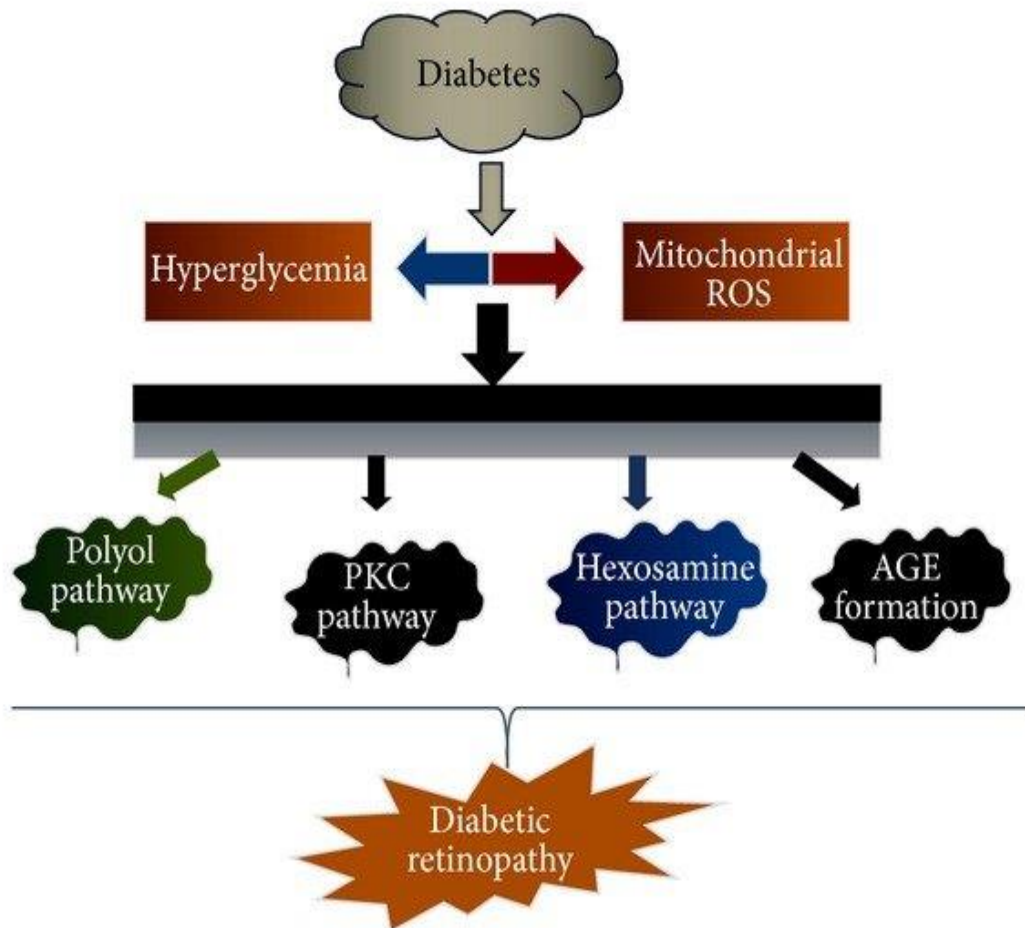 Diabetes
Hyperglycemia
Mitochondrial
ROS
Polyol
pathway
PKC
pathway
Hexosamine
pathway
AGE
formation
Diabetic
retinopathy